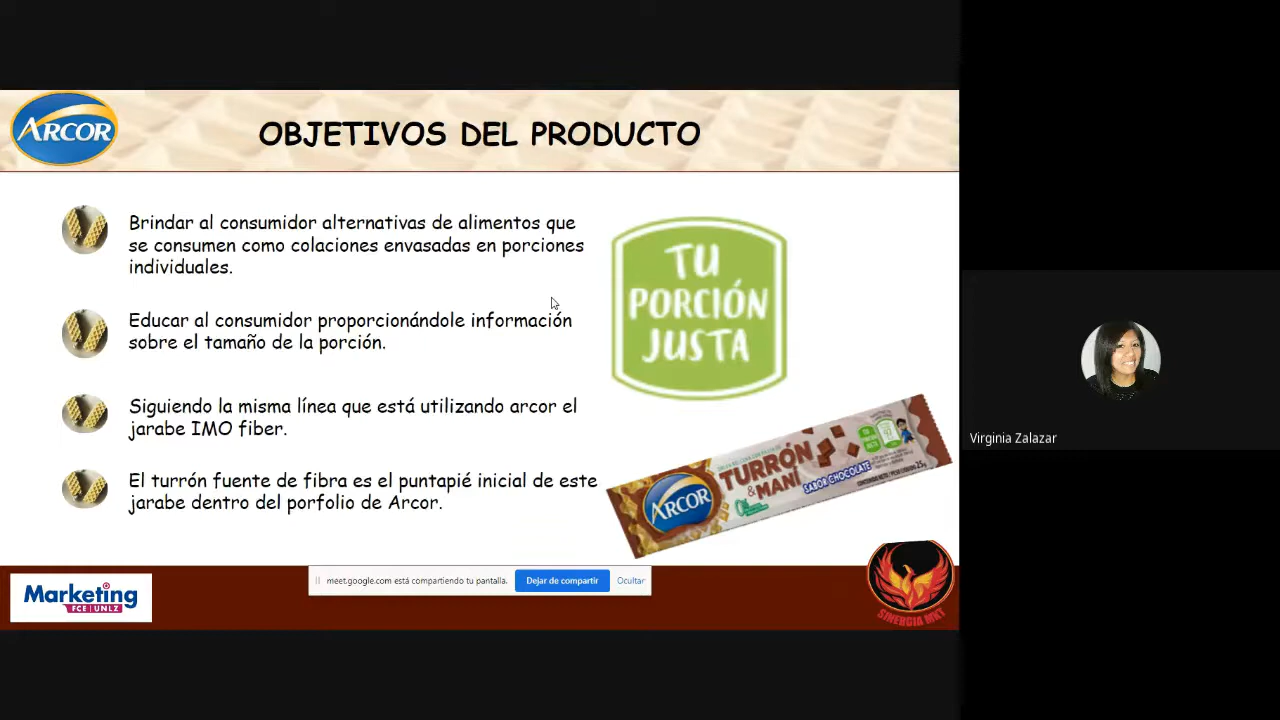 ARCOR
OBJETIVOS DEL PRODUCTO
Brindar al consumidor alternativas de alimentos que
se consumen como colaciones envasadas en porciones
individuales.
Educar al consumidor proporcionándole información
sobre el tamaño de la porción.
Siguiendo la misma línea que está utilizando arcor el
jarabe IMO fiber.
El turrón fuente de fibra es el puntapié inicial de este
jarabe dentro del porfolio de Arcor.
TU
PORCIÓN
JUSTA
ARCOR
TURRÓN
& MANÍ
SABOR CHOCOLATE
Virginia Zalazar
Marketing
FCE | UNLZ
meet.google.com está compartiendo tu pantalla.
Dejar de compartir
Ocultar
SINERGIA MKT